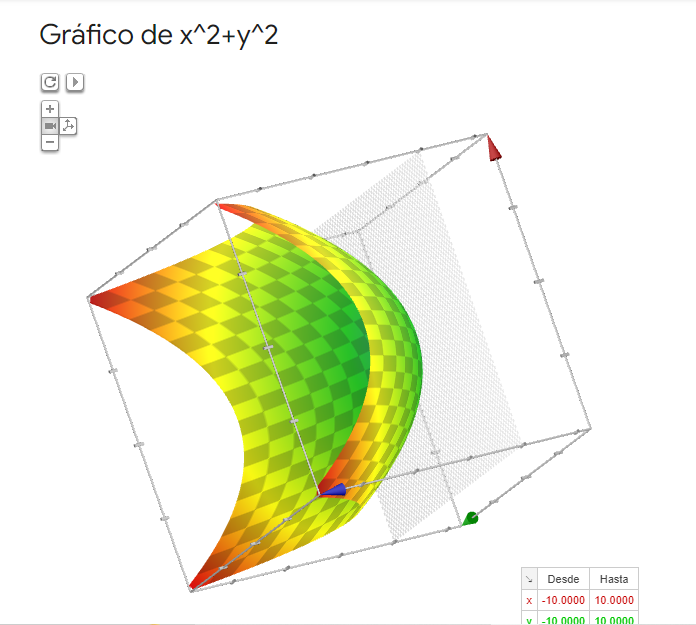 Gráfico de x^2+y^2
Desde Hasta
x -10.0000 10.0000
y -10.0000 10.0000